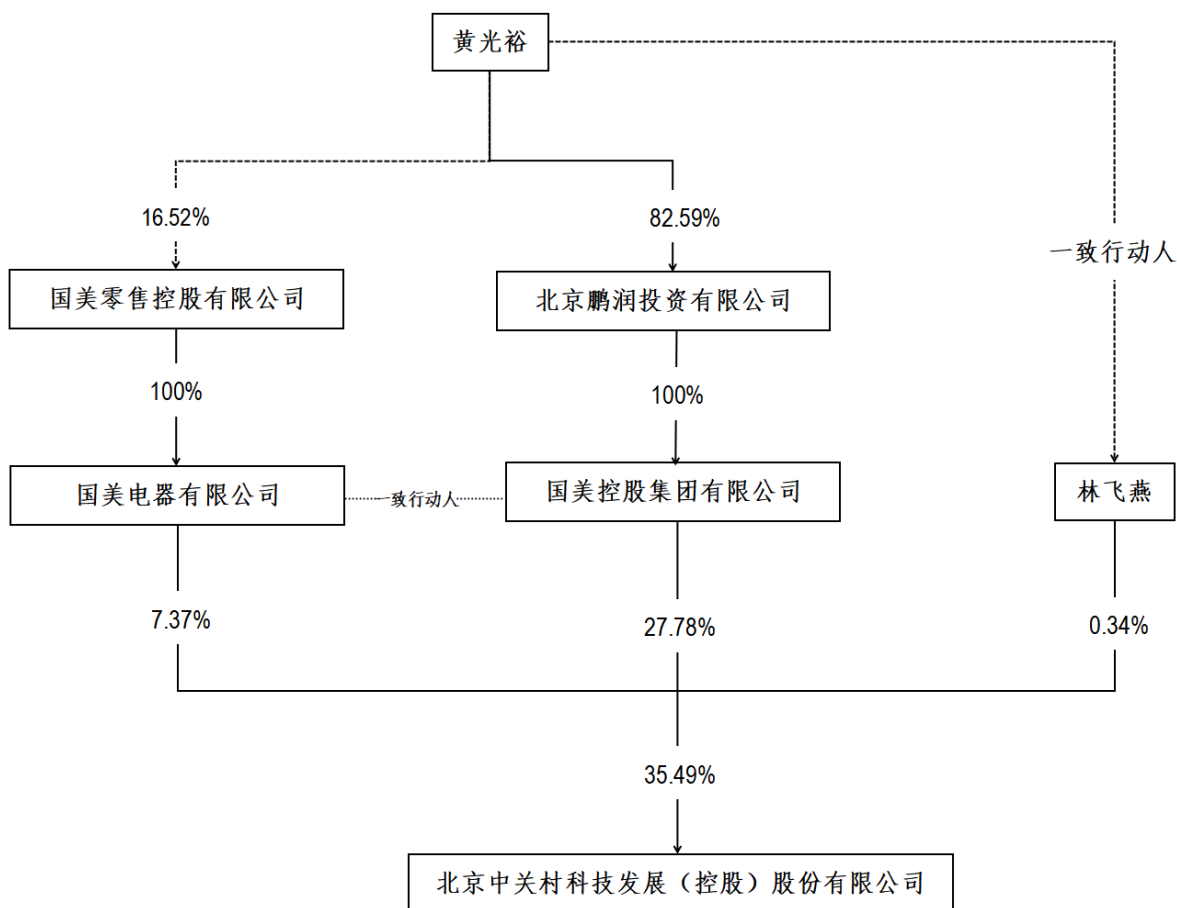 黄光裕
16.52%
82.59%
一致行动人
国美零售控股有限公司
北京鹏润投资有限公司
100%
100%
国美电器有限公司
一致行动人
国美控股集团有限公司
林飞燕
7.37%
27.78%
0.34%
35.49%
北京中关村科技发展（控股）股份有限公司